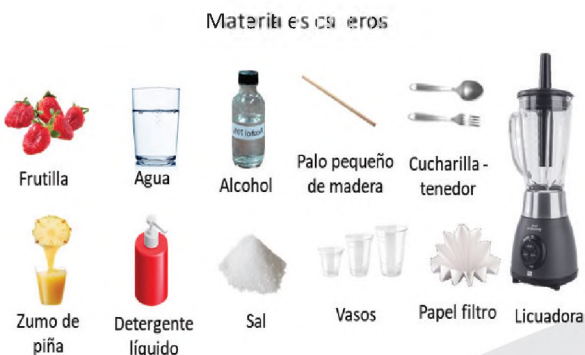 Frutilla
Agua
Alcohol
Palo pequeño
de madera
Cucharilla -
tenedor
Zumo de
piña
Detergente
líquido
Sal
Vasos
Papel filtro
Licuadora